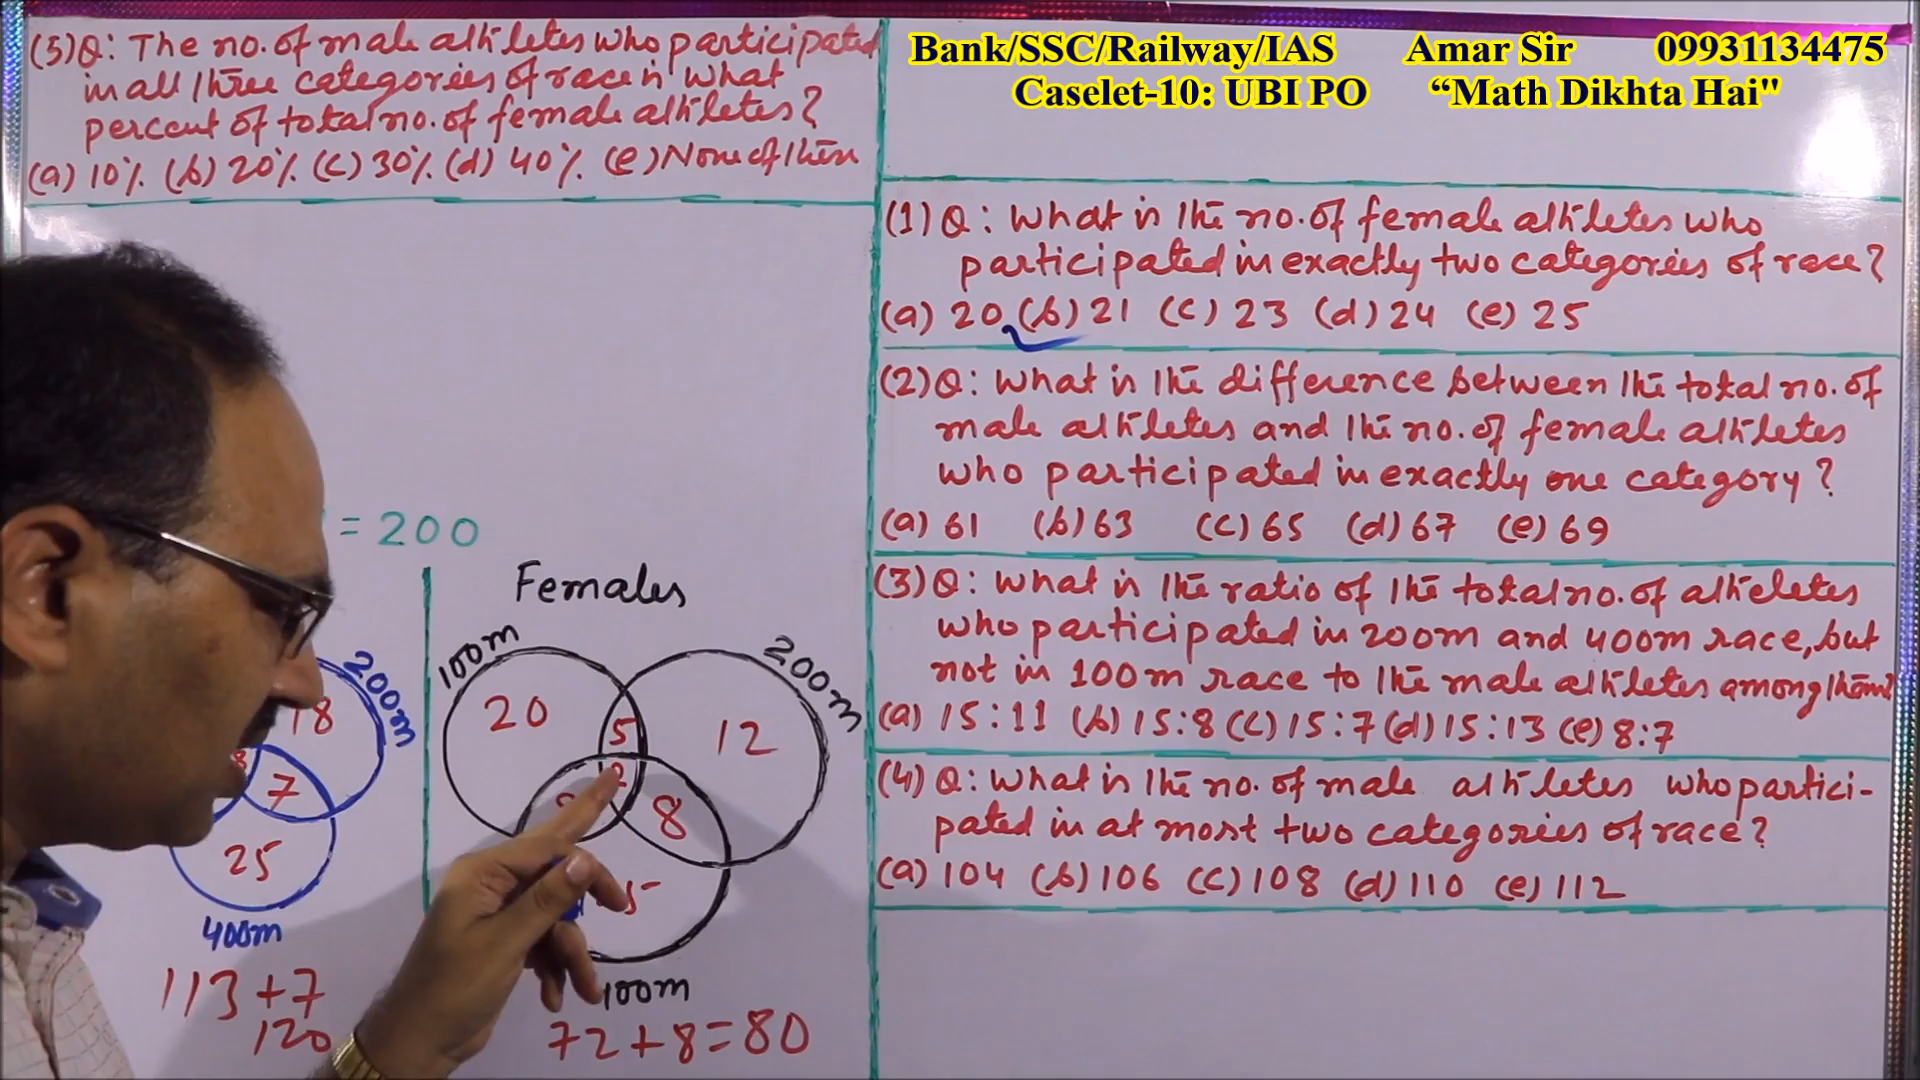 Bank/SSC/Railway/IAS Amar Sir 09931134475
Caselet-10: UBI PO “Math Dikhta Hai"
(5)Q: The no. of male athletes who participated
in all three categories of race is what
percent of total no. of female athletes?
(a) 10% (b) 20% (c) 30% (d) 40% (e) None of them
(1) Q: What is the no. of female athletes who
participated in exactly two categories of race?
(a) 20 (b) 21 (c) 23 (d) 24 (e) 25
(2) Q: What is the difference between the total no. of
male athletes and the no. of female athletes
who participated in exactly one category?
(a) 61 (b) 63 (c) 65 (d) 67 (e) 69
(3) Q: What is the ratio of the total no. of atheletes
who participated in 200m and 400m race, but
not in 100m race to the male athletes among them?
(a) 15:11 (b) 15:8 (c) 15:7 (d) 15:13 (e) 8:7
(4) Q: What is the no. of male athletes who partici-
pated in at most two categories of race?
(a) 104 (b) 106 (c) 108 (d) 110 (e) 112
= 200
200m
18
8
7
25
400m
113+7
120
Females
100m
200m
20
5
12
8
5
100m
72+8=80